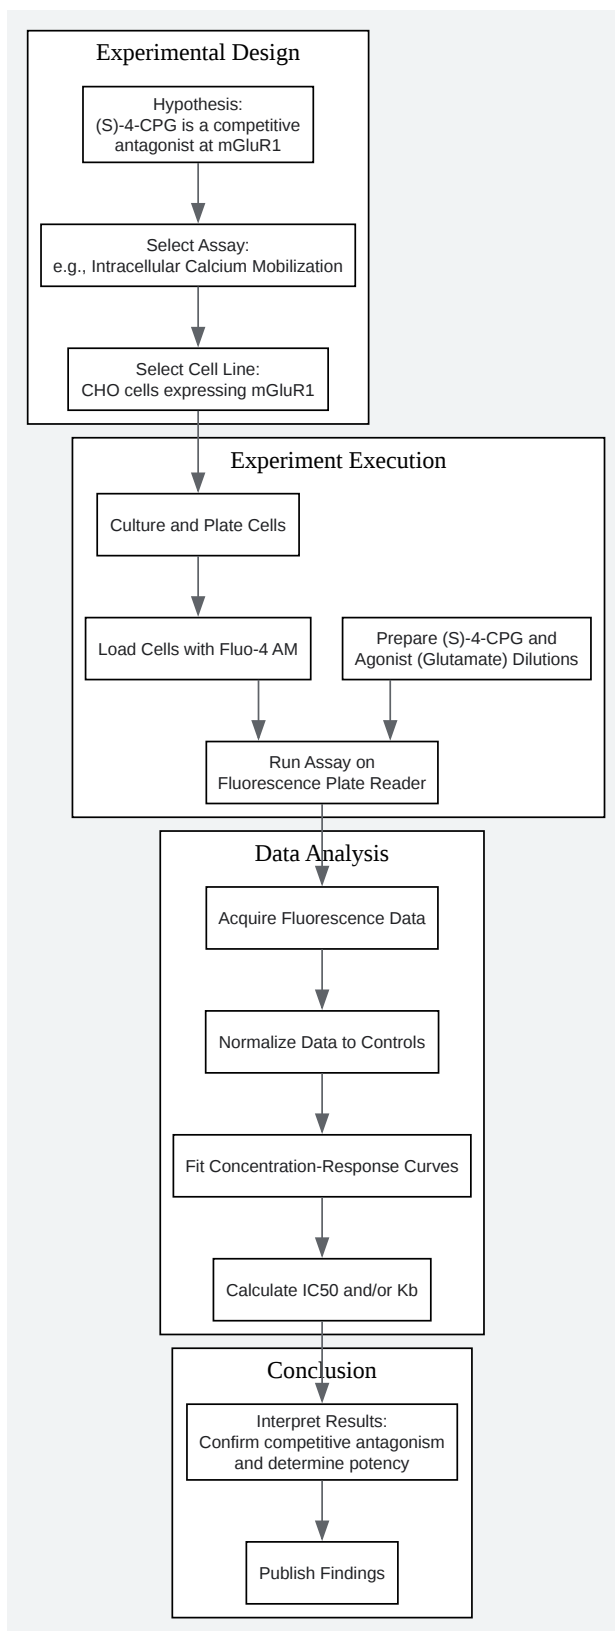 Experimental Design
Hypothesis:
(S)-4-CPG is a competitive
antagonist at mGluR1
Select Assay:
e.g., Intracellular Calcium Mobilization
Select Cell Line:
CHO cells expressing mGluR1
Experiment Execution
Culture and Plate Cells
Load Cells with Fluo-4 AM
Prepare (S)-4-CPG and
Agonist (Glutamate) Dilutions
Run Assay on
Fluorescence Plate Reader
Data Analysis
Acquire Fluorescence Data
Normalize Data to Controls
Fit Concentration-Response Curves
Calculate IC50 and/or Kb
Conclusion
Interpret Results:
Confirm competitive antagonism
and determine potency
Publish Findings